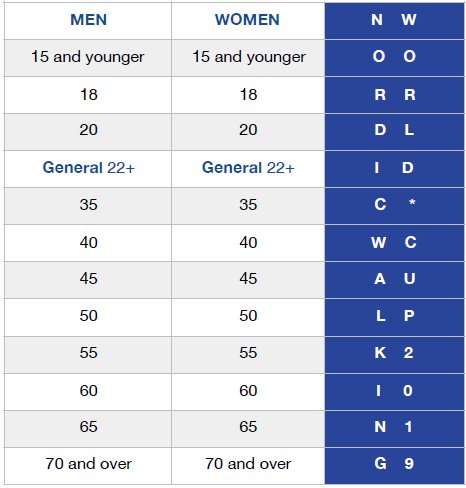 MEN WOMEN N W
15 and younger 15 and younger O O
18 18 R R
20 20 D L
General 22+ General 22+ I D
35 35 C *
40 40 W C
45 45 A U
50 50 L P
55 55 K 2
60 60 I 0
65 65 N 1
70 and over 70 and over G 9